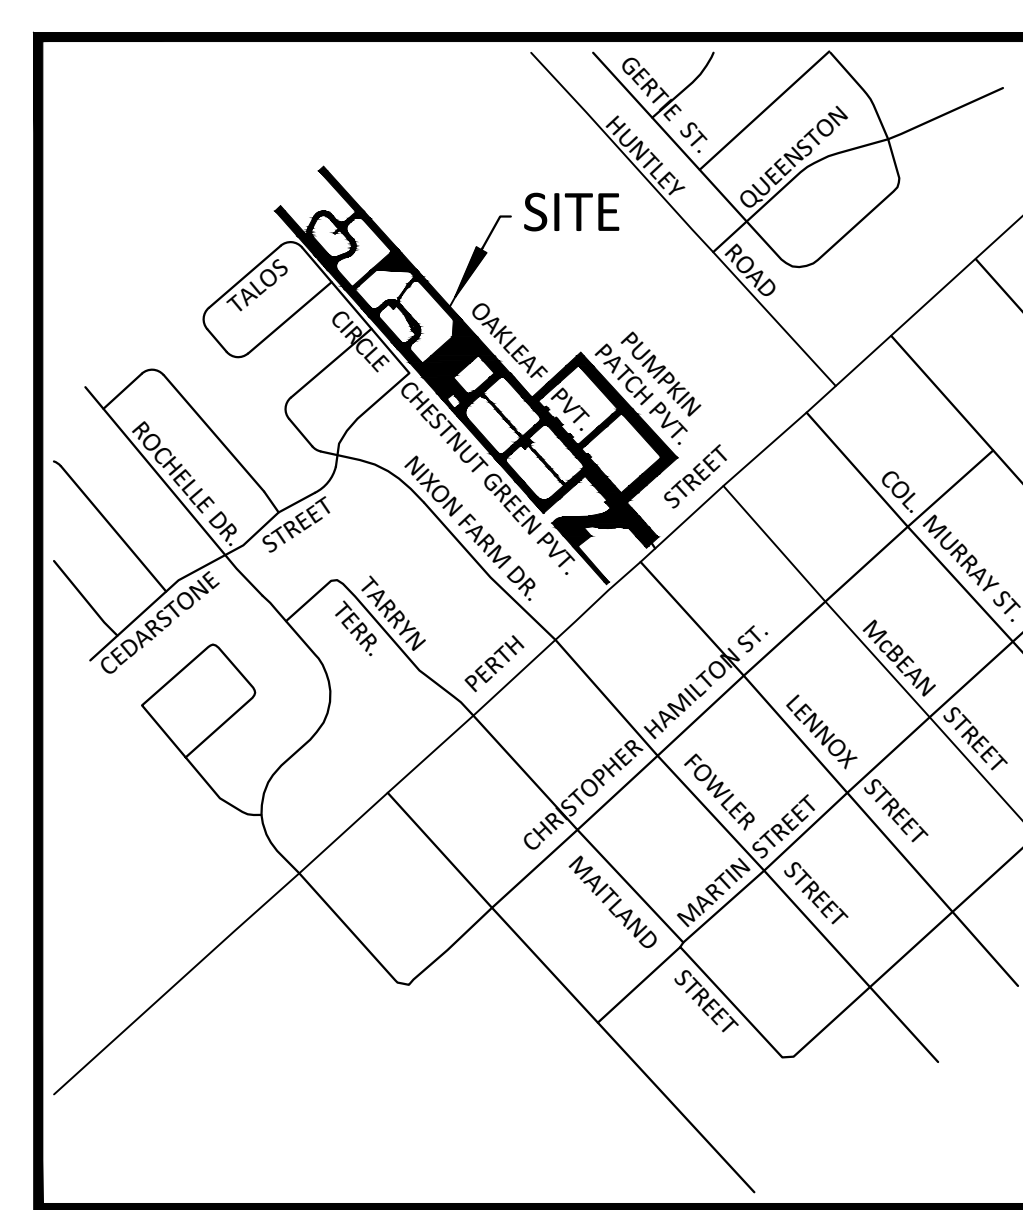 GERTIE ST.
HUNTLEY
ROAD
QUEENSTON
SITE
TALOS
CIRCLE
OAKLEAF
PVT.
PUMPKIN
PATCH PVT.
CHESTNUT GREEN PVT.
NIXON FARM DR.
ROCHELLE DR.
CEDARSTONE
STREET
TARRYN
TERR.
PERTH
STREET
COL. MURRAY ST.
McBEAN
STREET
CHRISTOPHER HAMILTON ST.
LENNOX
STREET
FOWLER
STREET
MARTIN STREET
MAITLAND
STREET